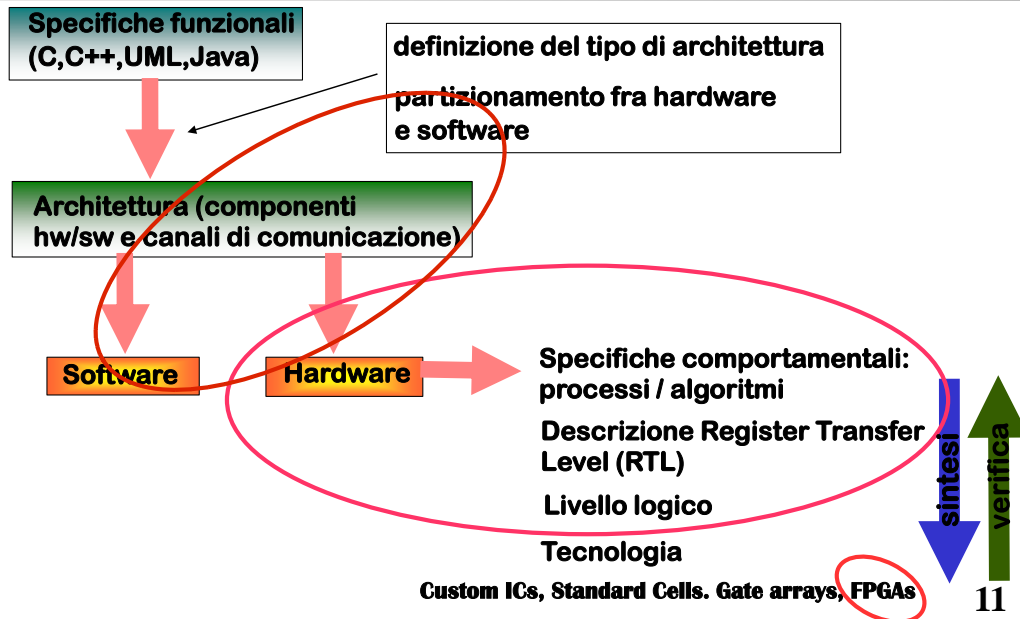 Specifiche funzionali
(C,C++,UML,Java)
definizione del tipo di architettura
partizionamento fra hardware
e software
Architettura (componenti
hw/sw e canali di comunicazione)
Software
Hardware
Specifiche comportamentali:
processi / algoritmi
Descrizione Register Transfer
Level (RTL)
Livello logico
Tecnologia
Custom ICs, Standard Cells. Gate arrays, FPGAs
sintesi
verifica
11